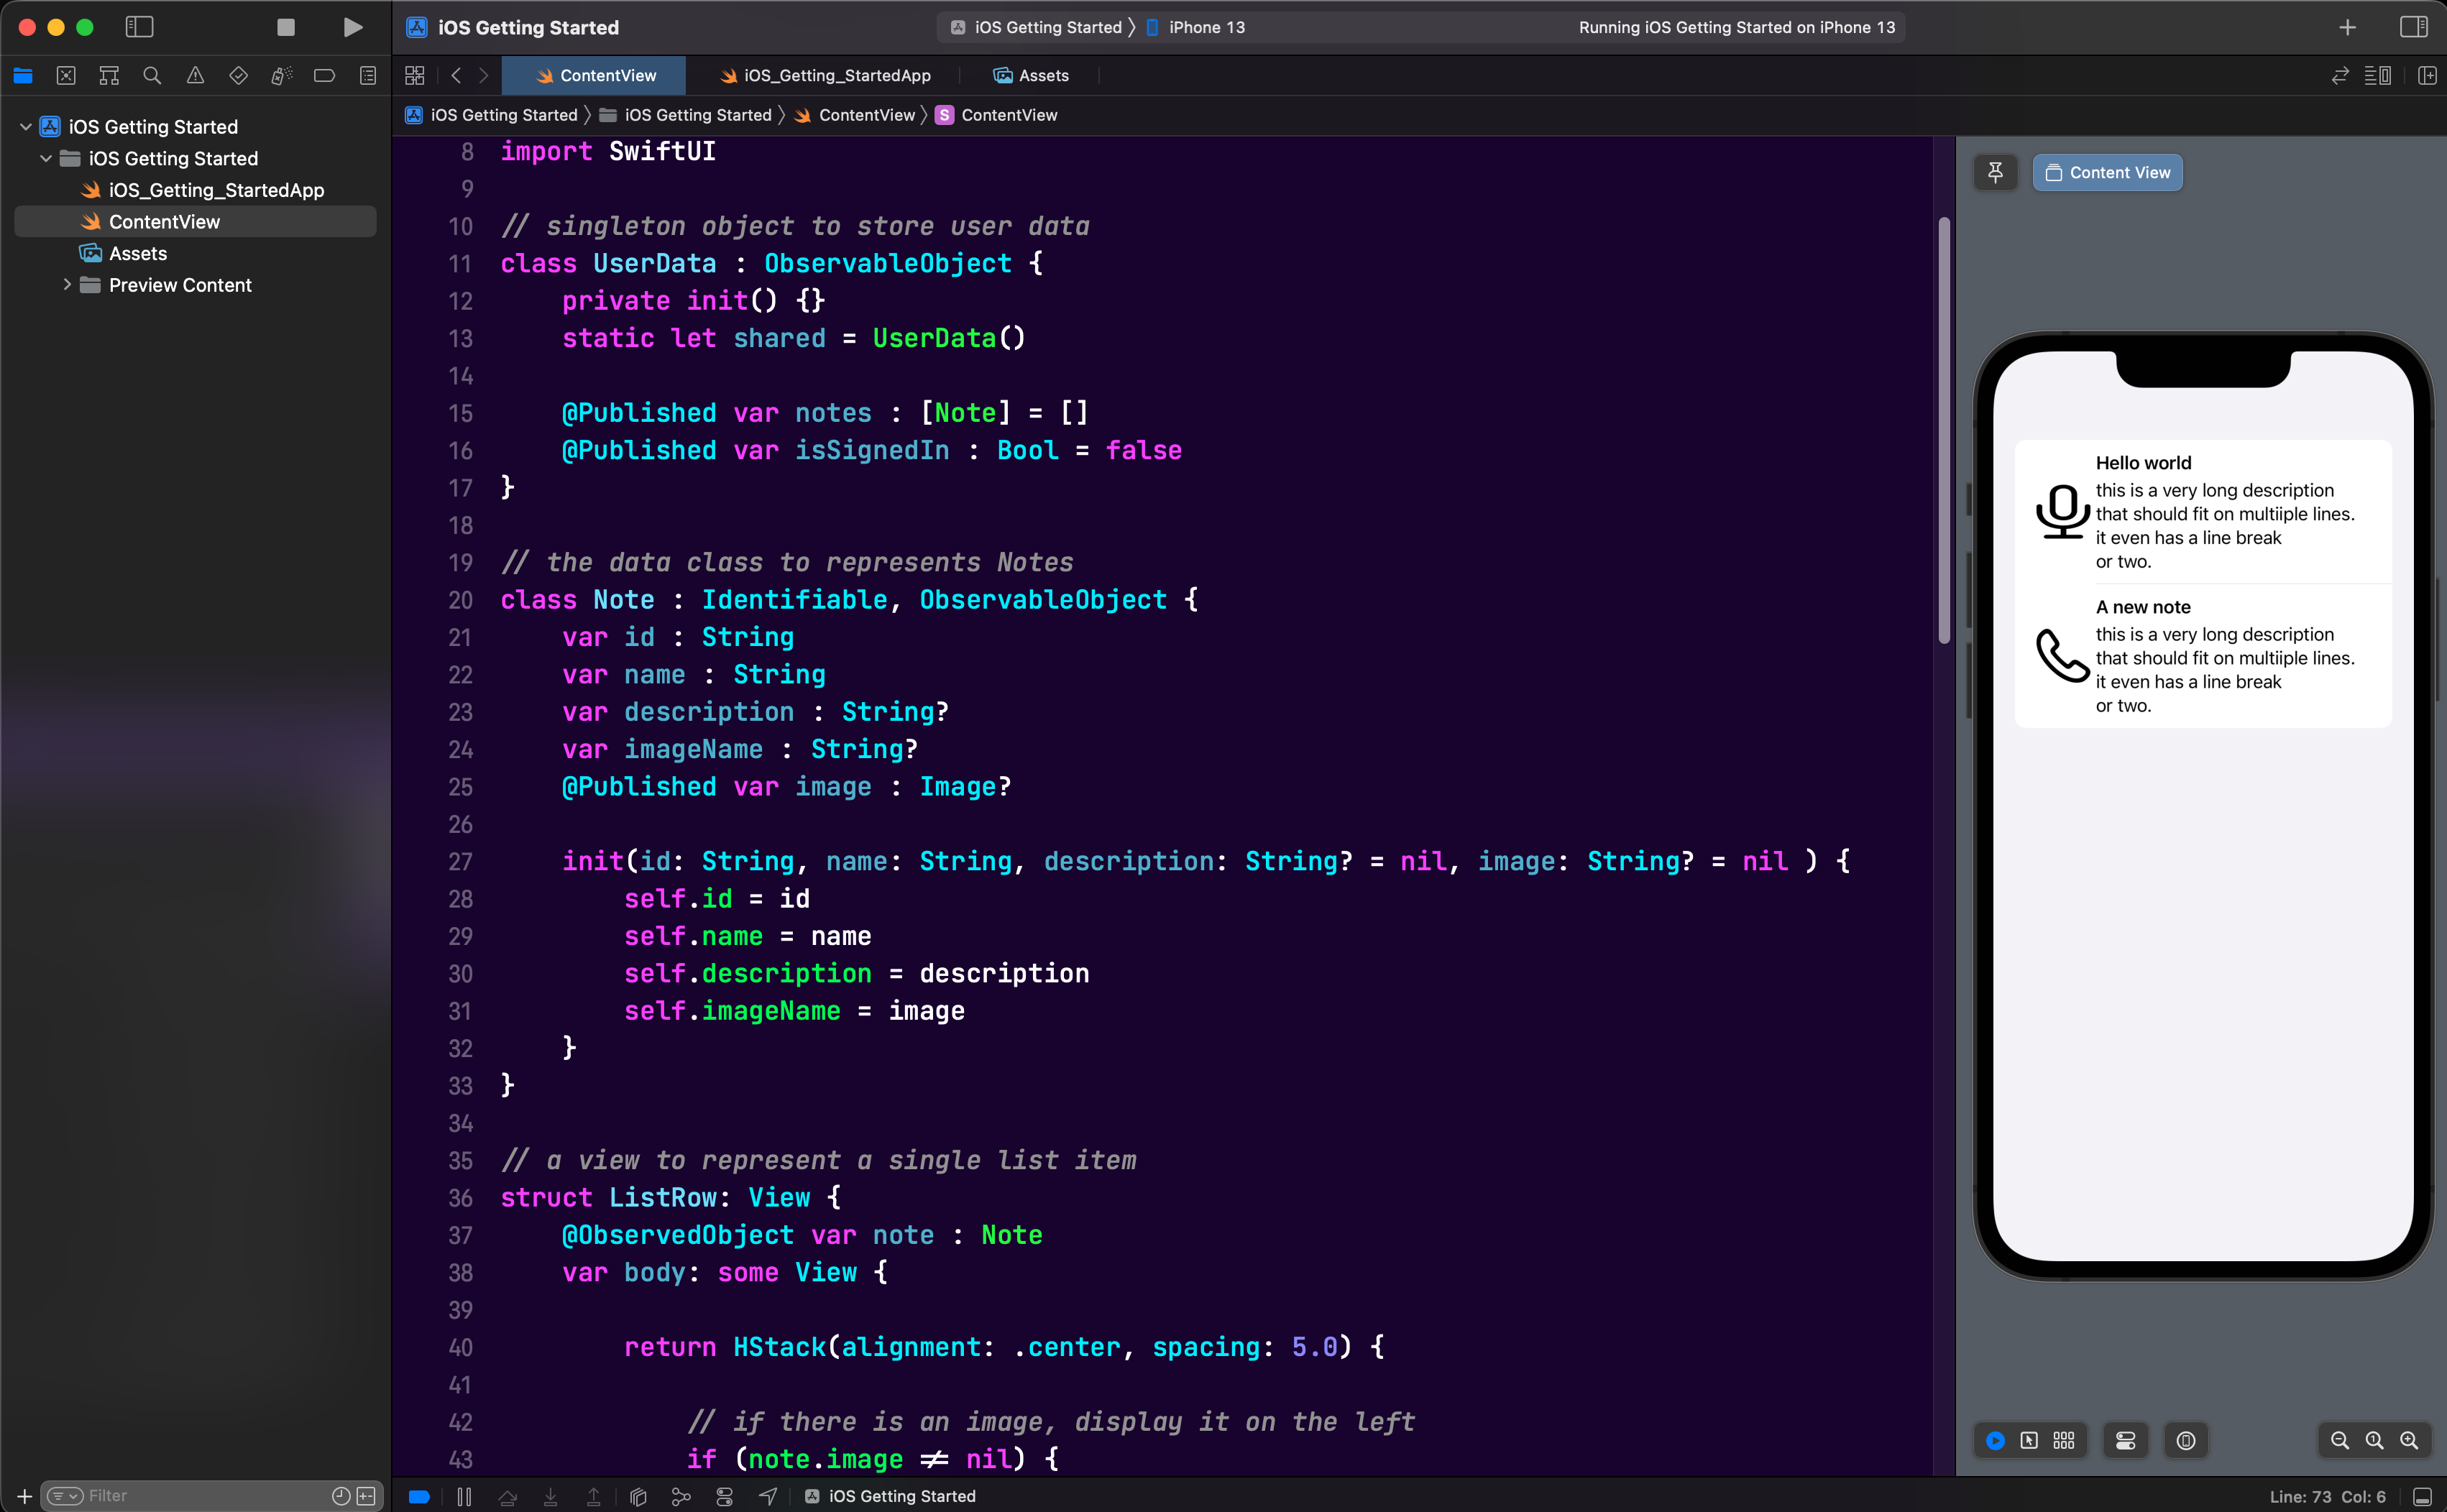 iOS Getting Started
iOS Getting Started 〉 iPhone 13
Running iOS Getting Started on iPhone 13
ContentView
iOS_Getting_StartedApp
Assets
iOS Getting Started
iOS Getting Started
iOS_Getting_StartedApp
ContentView
Assets
Preview Content
iOS Getting Started 〉 iOS Getting Started 〉 ContentView 〉 S ContentView
8 import SwiftUI
9
10 // singleton object to store user data
11 class UserData : ObservableObject {
12     private init() {}
13     static let shared = UserData()
14
15     @Published var notes : [Note] = []
16     @Published var isSignedIn : Bool = false
17 }
18
19 // the data class to represents Notes
20 class Note : Identifiable, ObservableObject {
21     var id : String
22     var name : String
23     var description : String?
24     var imageName : String?
25     @Published var image : Image?
26
27     init(id: String, name: String, description: String? = nil, image: String? = nil ) {
28         self.id = id
29         self.name = name
30         self.description = description
31         self.imageName = image
32     }
33 }
34
35 // a view to represent a single list item
36 struct ListRow: View {
37     @ObservedObject var note : Note
38     var body: some View {
39
40         return HStack(alignment: .center, spacing: 5.0) {
41
42             // if there is an image, display it on the left
43             if (note.image != nil) {
Content View
Hello world
this is a very long description
that should fit on multiiple lines.
it even has a line break
or two.
A new note
this is a very long description
that should fit on multiiple lines.
it even has a line break
or two.
Filter
iOS Getting Started
Line: 73 Col: 6